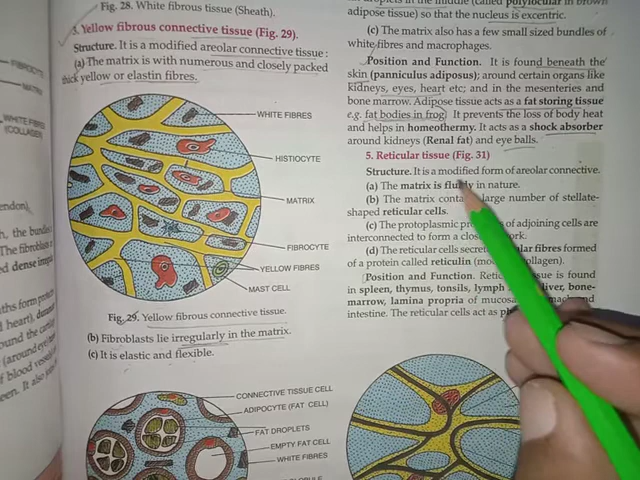 Fig. 28. White fibrous tissue (Sheath).
3. Yellow fibrous connective tissue (Fig. 29).
Structure. It is a modified areolar connective tissue :
(a) The matrix is with numerous and closely packed
thick yellow or elastin fibres.
WHITE FIBRES
HISTIOCYTE
MATRIX
FIBROCYTE
YELLOW FIBRES
MAST CELL
Fig. 29. Yellow fibrous connective tissue.
(b) Fibroblasts lie irregularly in the matrix.
(c) It is elastic and flexible.
CONNECTIVE TISSUE CELL
ADIPOCYTE (FAT CELL)
FAT DROPLETS
EMPTY FAT CELL
WHITE FIBRES
FIBROCYTE
MATRIX
WHITE FIBRES
(COLLAGEN)
adipose tissue) so that the nucleus is excentric.
(c) The matrix also has a few small sized bundles of
white fibres and macrophages.
Position and Function. It is found beneath the
skin (panniculus adiposus); around certain organs like
kidneys, eyes, heart etc; and in the mesenteries and
bone marrow. Adipose tissue acts as a fat storing tissue
e.g. fat bodies in frog. It prevents the loss of body heat
and helps in homeothermy. It acts as a shock absorber
around kidneys (Renal fat) and eye balls.
5. Reticular tissue (Fig. 31)
Structure. It is a modified form of areolar connective.
(a) The matrix is fluidy in nature.
(b) The matrix large number of stellate-
shaped reticular cells.
(c) The protoplasmic of adjoining cells are
interconnected to form a
(d) The reticular cells fibres formed
of a protein called reticulin collagen).
Position and Function. is found
in spleen, thymus, tonsils, lymph bone-
marrow, lamina propria of and
intestine. The reticular cells act as